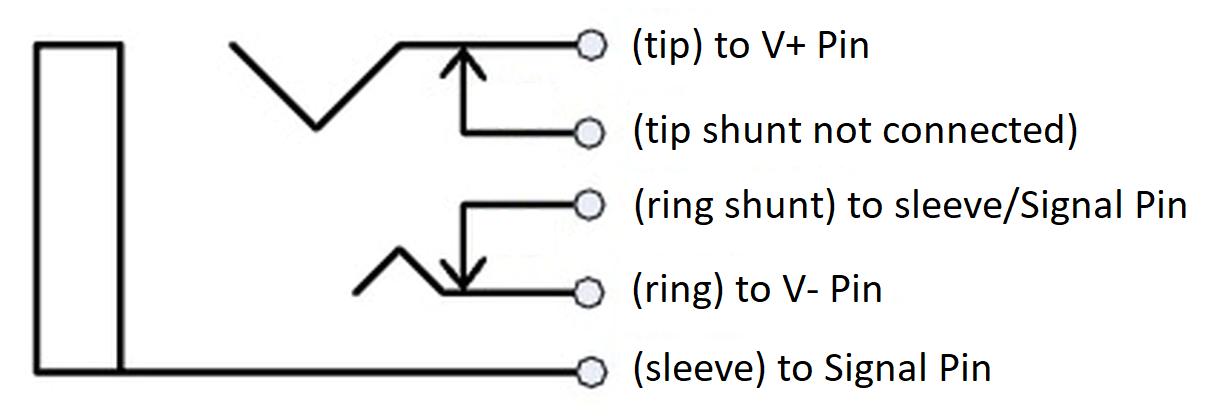 (tip) to V+ Pin
(tip shunt not connected)
(ring shunt) to sleeve/Signal Pin
(ring) to V- Pin
(sleeve) to Signal Pin